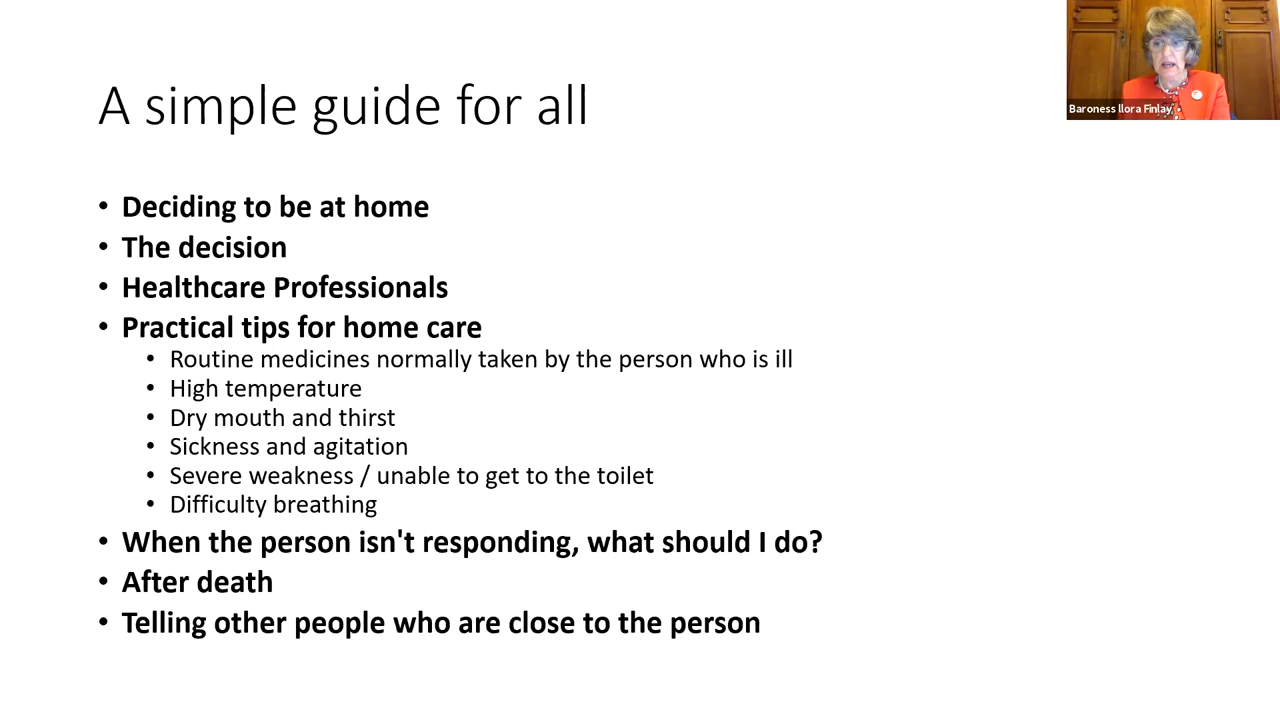 A simple guide for all
Baroness Ilora Finlay
• Deciding to be at home
• The decision
• Healthcare Professionals
• Practical tips for home care
• Routine medicines normally taken by the person who is ill
• High temperature
• Dry mouth and thirst
• Sickness and agitation
• Severe weakness / unable to get to the toilet
• Difficulty breathing
• When the person isn't responding, what should I do?
• After death
• Telling other people who are close to the person